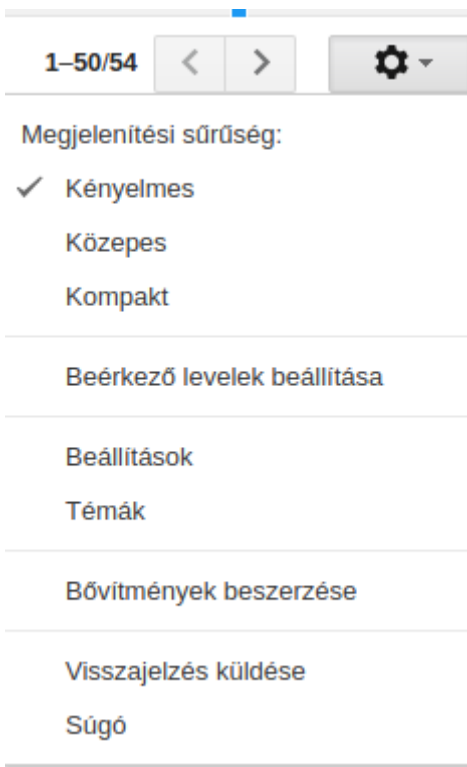 1–50/54
Megjelenítési sűrűség:
Kényelmes
Közepes
Kompakt
Beérkező levelek beállítása
Beállítások
Témák
Bővítmények beszerzése
Visszajelzés küldése
Súgó